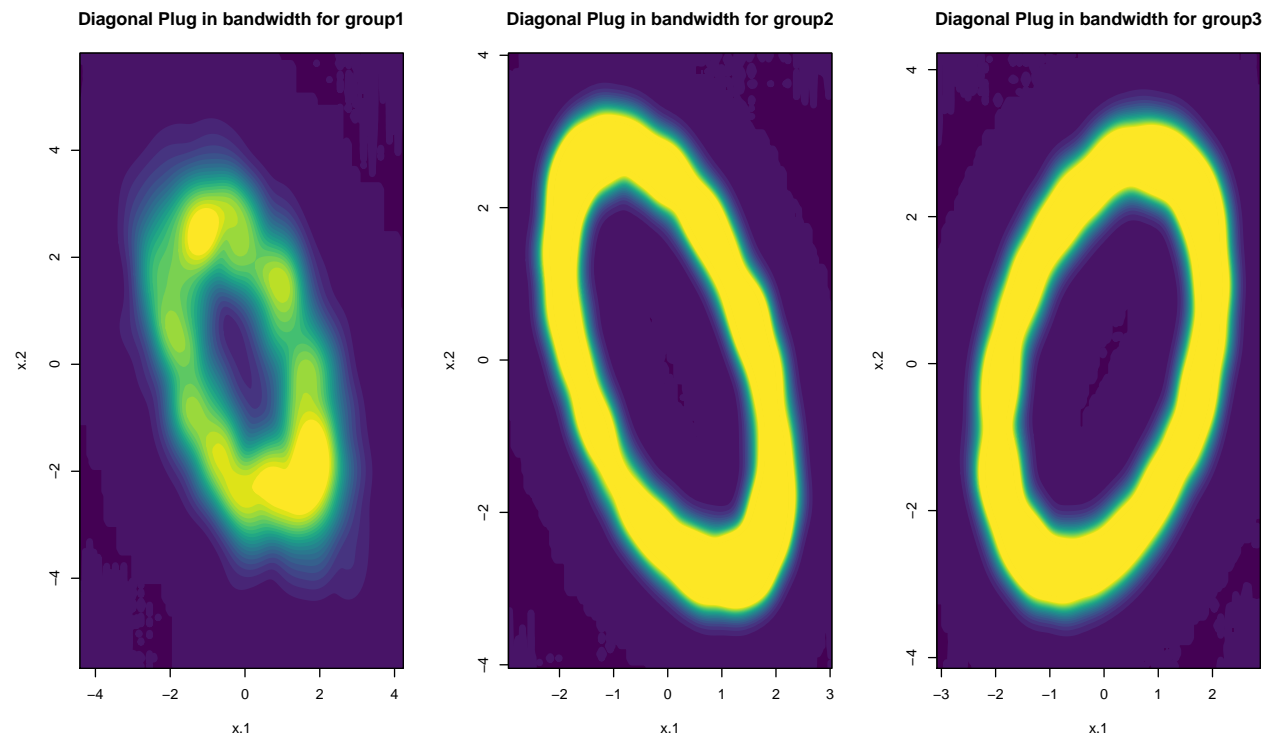 Diagonal Plug in bandwidth for group1
x.2
4
2
0
−2
−4
−4 −2 0 2 4
x.1
Diagonal Plug in bandwidth for group2
x.2
4
2
0
−2
−4
−2 −1 0 1 2 3
x.1
Diagonal Plug in bandwidth for group3
x.2
4
2
0
−2
−4
−3 −2 −1 0 1 2
x.1